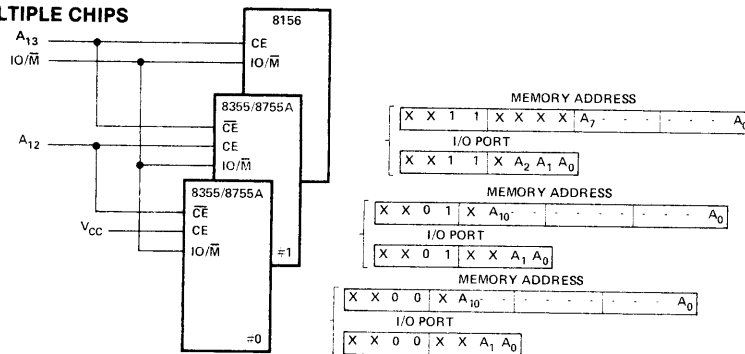 LTIPLE CHIPS
8156
A13
CE
IO/M̅
IO/M̅
8355/8755A
C̅E̅
A12
CE
IO/M̅
8355/8755A
C̅E̅
VCC
CE
IO/M̅
#1
#0
MEMORY ADDRESS
X X 1 1 X X X X A7 - - - - - - A0
I/O PORT
X X 1 1 X A2 A1 A0
MEMORY ADDRESS
X X 0 1 X A10 - - - - - - - A0
I/O PORT
X X 0 1 X X A1 A0
MEMORY ADDRESS
X X 0 0 X A10 - - - - - - - A0
I/O PORT
X X 0 0 X X A1 A0